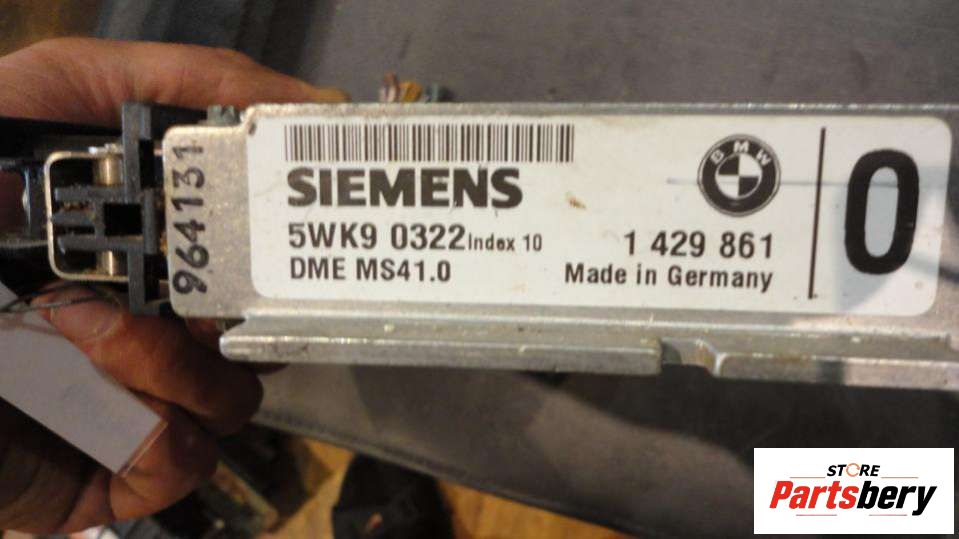 964131
SIEMENS
BMW
5WK9 0322 Index 10
1 429 861
DME MS41.0
Made in Germany
0
STORE
Partsbery